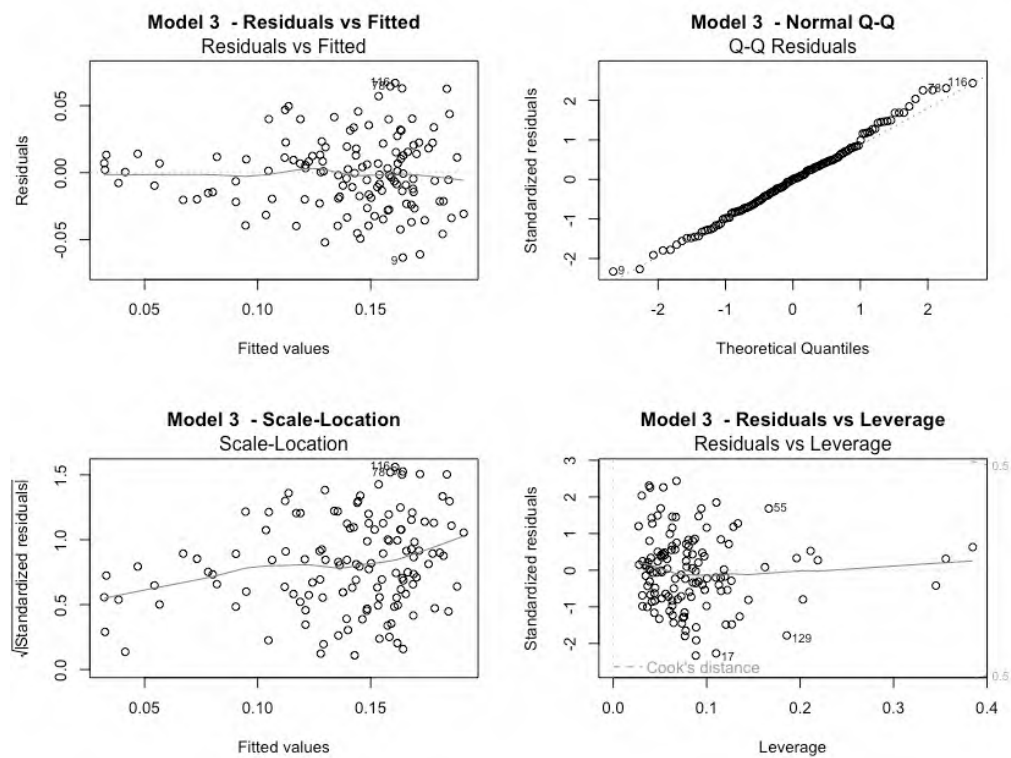 Model 3 - Residuals vs Fitted
Residuals vs Fitted
Residuals
0.05
0.00
-0.05
116
78
9
0.05
0.10
0.15
Fitted values
Model 3 - Normal Q-Q
Q-Q Residuals
Standardized residuals
2
1
0
-1
-2
78 116
9
-2
-1
0
1
2
Theoretical Quantiles
Model 3 - Scale-Location
Scale-Location
√|Standardized residuals|
1.5
1.0
0.5
0.0
116
78
0.05
0.10
0.15
Fitted values
Model 3 - Residuals vs Leverage
Residuals vs Leverage
Standardized residuals
3
2
1
0
-1
-2
55
129
17
Cook's distance
0.5
0.5
0.0
0.1
0.2
0.3
0.4
Leverage